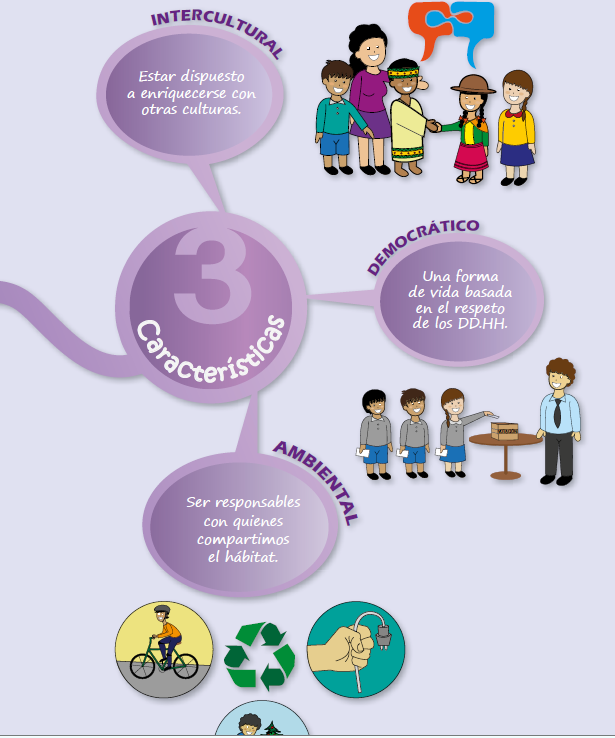 INTERCULTURAL
Estar dispuesto
a enriquecerse con
otras culturas.
3
Características
DEMOCRÁTICO
Una forma
de vida basada
en el respeto
de los DD.HH.
AMBIENTAL
Ser responsables
con quienes
compartimos
el hábitat.